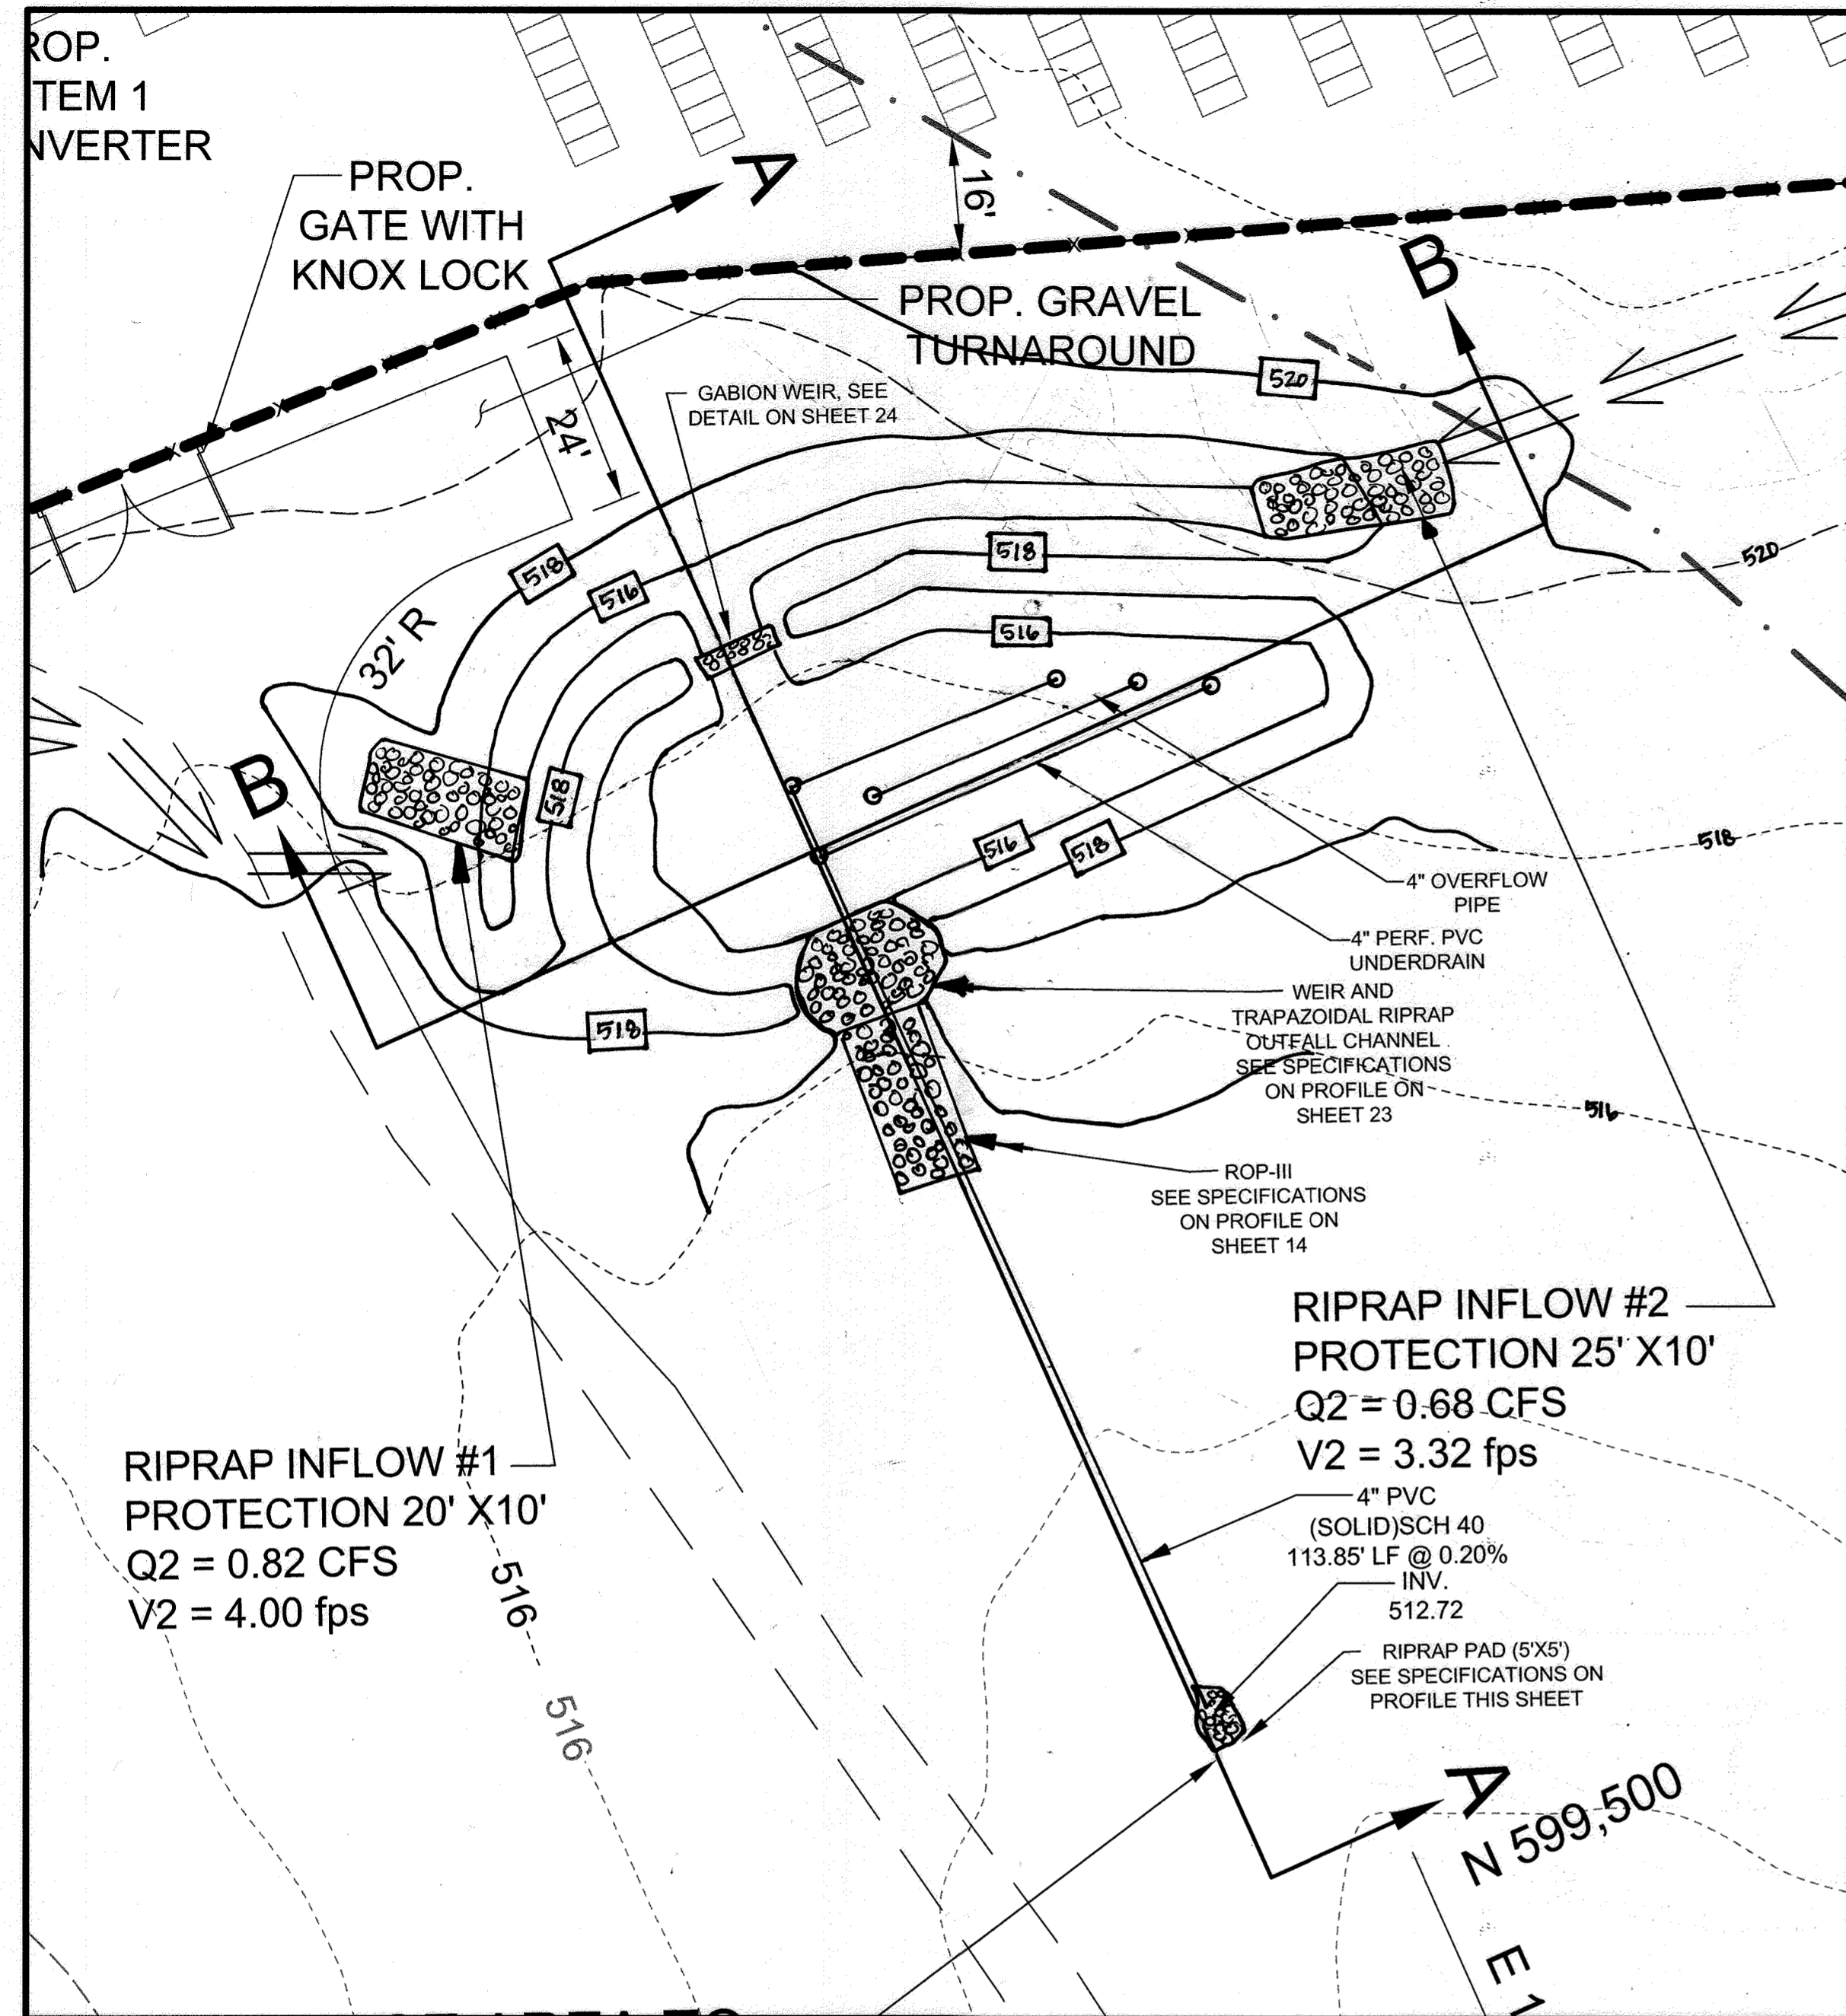 ROP.
TEM 1
NVERTER
PROP.
GATE WITH
KNOX LOCK
A
16'
B
PROP. GRAVEL
TURNAROUND
520
GABION WEIR, SEE
DETAIL ON SHEET 24
24'
518
516
518
520
516
32' R
B
518
516
518
518
4" OVERFLOW
PIPE
4" PERF. PVC
UNDERDRAIN
WEIR AND
TRAPAZOIDAL RIPRAP
OUTFALL CHANNEL
SEE SPECIFICATIONS
ON PROFILE ON
SHEET 23
518
516
ROP-III
SEE SPECIFICATIONS
ON PROFILE ON
SHEET 14
RIPRAP INFLOW #2
PROTECTION 25' X10'
Q2 = 0.68 CFS
V2 = 3.32 fps
RIPRAP INFLOW #1
PROTECTION 20' X10'
Q2 = 0.82 CFS
V2 = 4.00 fps
4" PVC
(SOLID)SCH 40
113.85' LF @ 0.20%
INV.
512.72
516
516
RIPRAP PAD (5'X5')
SEE SPECIFICATIONS ON
PROFILE THIS SHEET
A
N 599,500
E 1